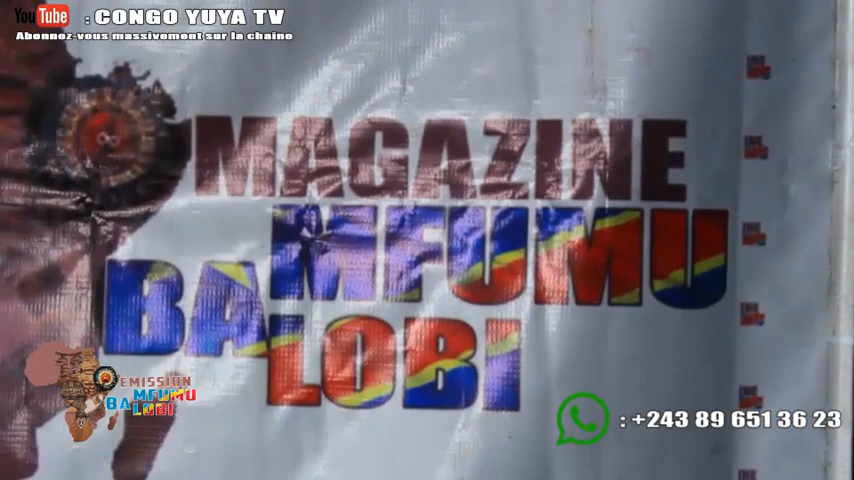 YouTube : CONGO YUYA TV
Abonnez-vous massivement sur la chaine
MAGAZINE
BA MFUMU
LOBI
EMISSION
BA MFUMU
LOBI
: +243 89 651 36 23